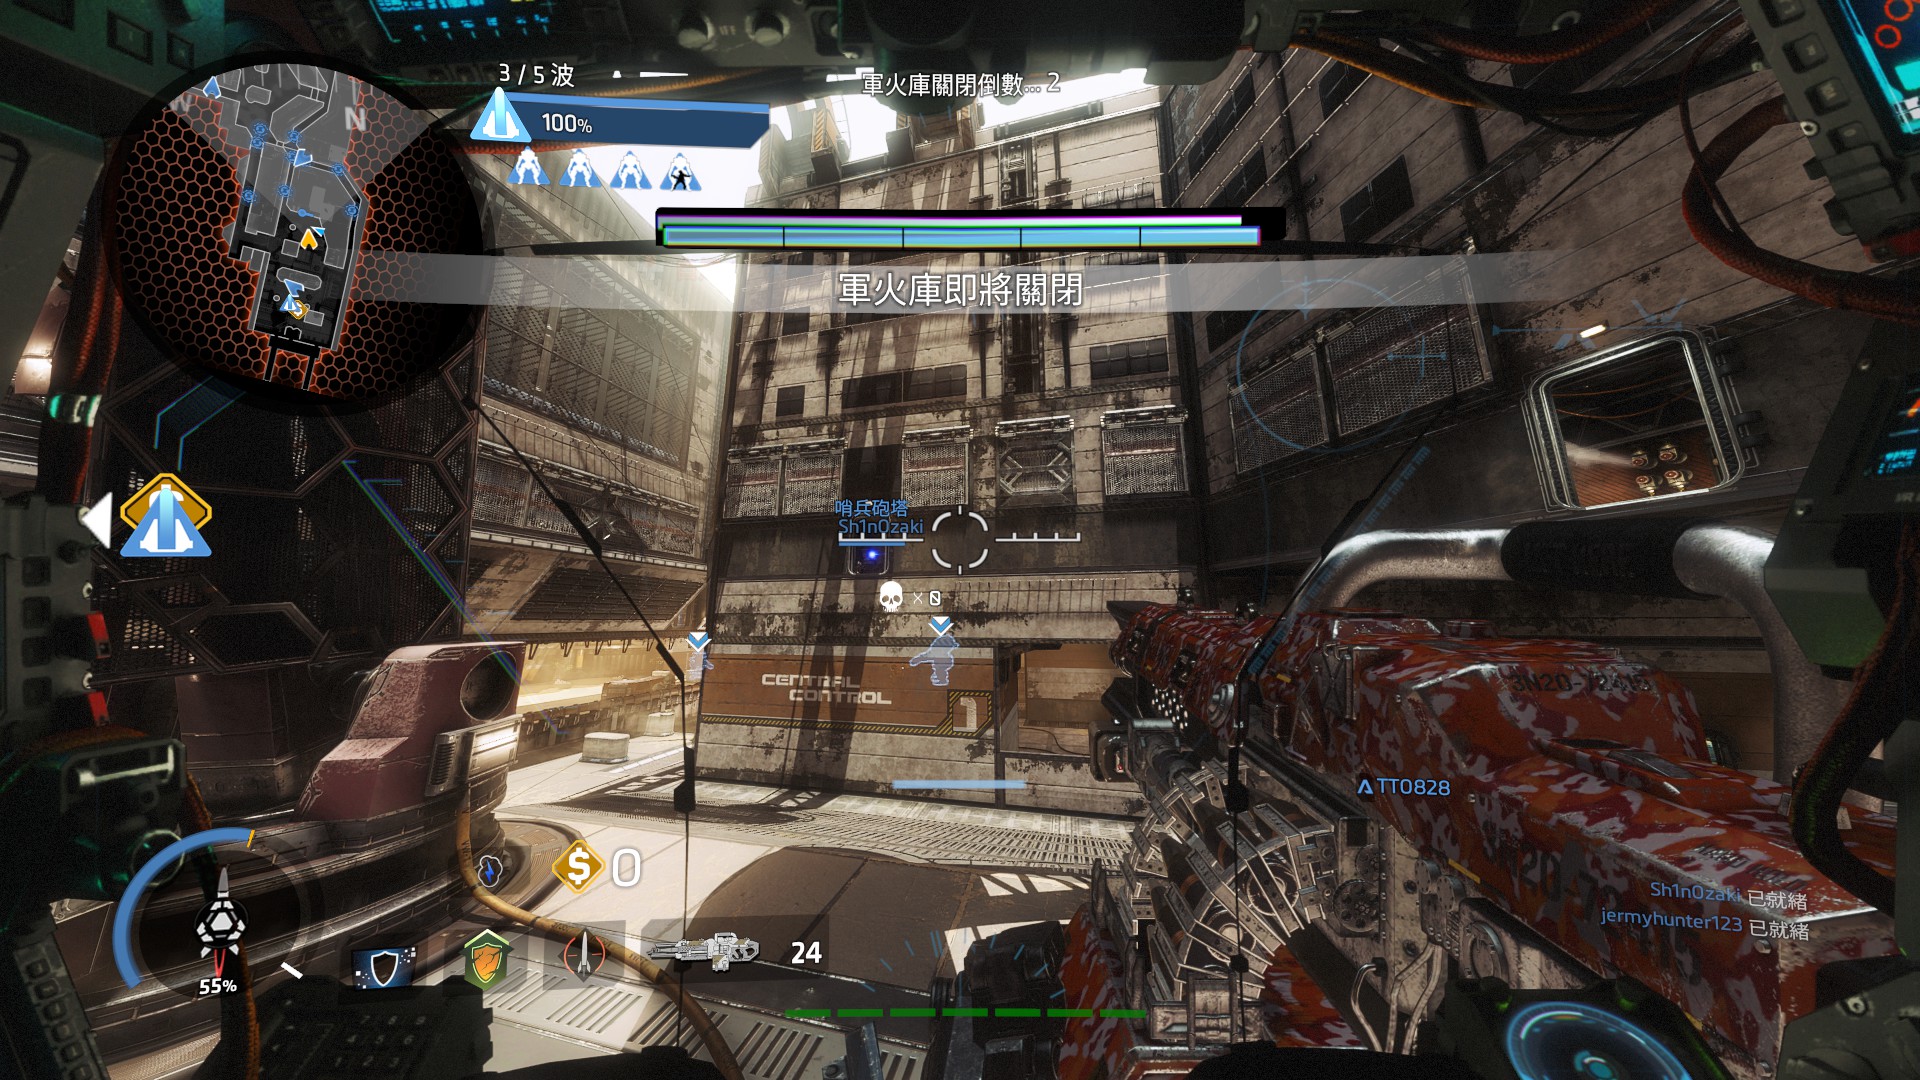 W
N
3 / 5 波
100%
軍火庫關閉倒數... 2
軍火庫即將關閉
哨兵砲塔
Sh1n0zaki
× 0
CENTRAL
CONTROL
1
3N20-
TT0828
Sh1n0zaki 已就緒
jermyhunter123 已就緒
$ 0
24
55%